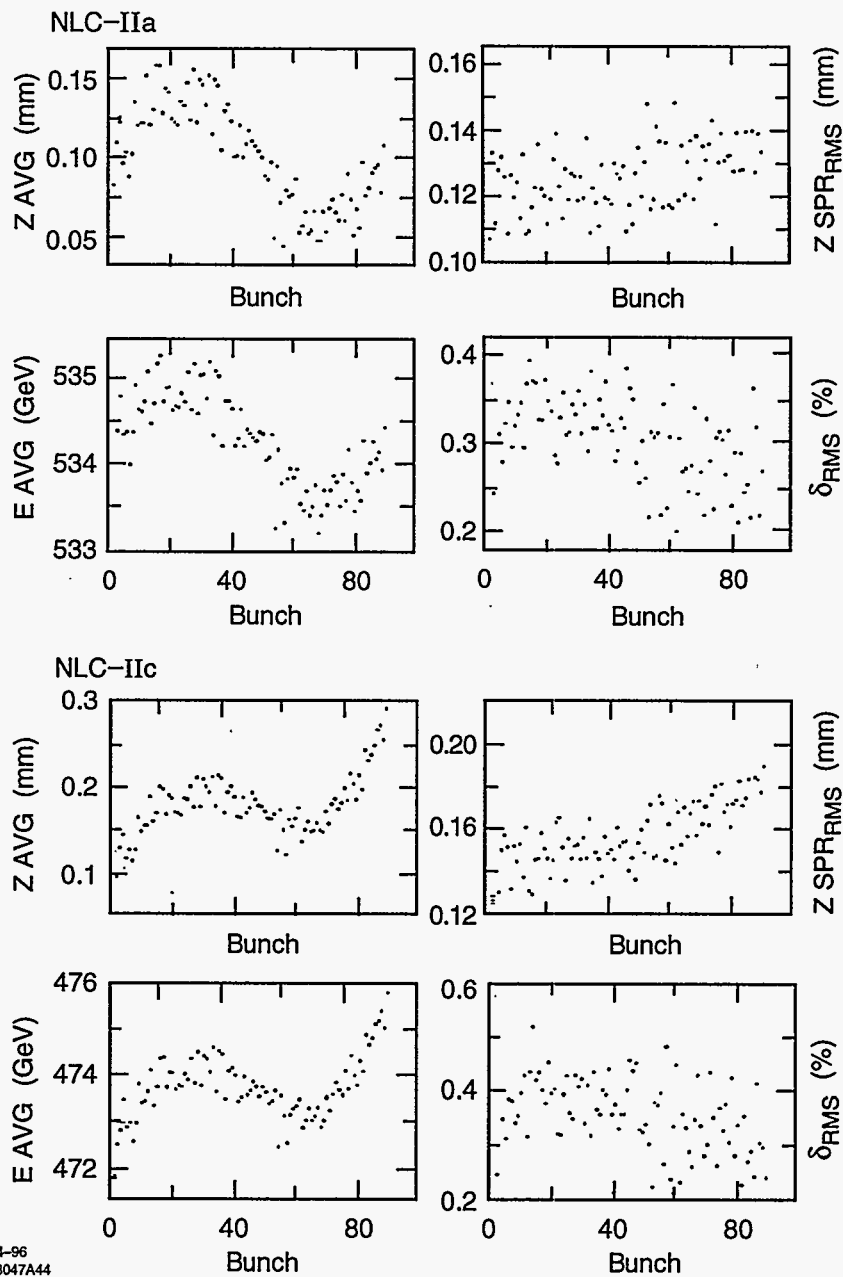 NLC-IIa
Z AVG (mm)
0.15
0.10
0.05
Bunch
0.16
0.14
0.12
0.10
Z SPR_RMS (mm)
Bunch
E AVG (GeV)
535
534
533
0 40 80
Bunch
0.4
0.3
0.2
δ_RMS (%)
0 40 80
Bunch
NLC-IIc
Z AVG (mm)
0.3
0.2
0.1
Bunch
0.20
0.16
0.12
Z SPR_RMS (mm)
Bunch
E AVG (GeV)
476
474
472
0 40 80
Bunch
0.6
0.4
0.2
δ_RMS (%)
0 40 80
Bunch
-96
047A44